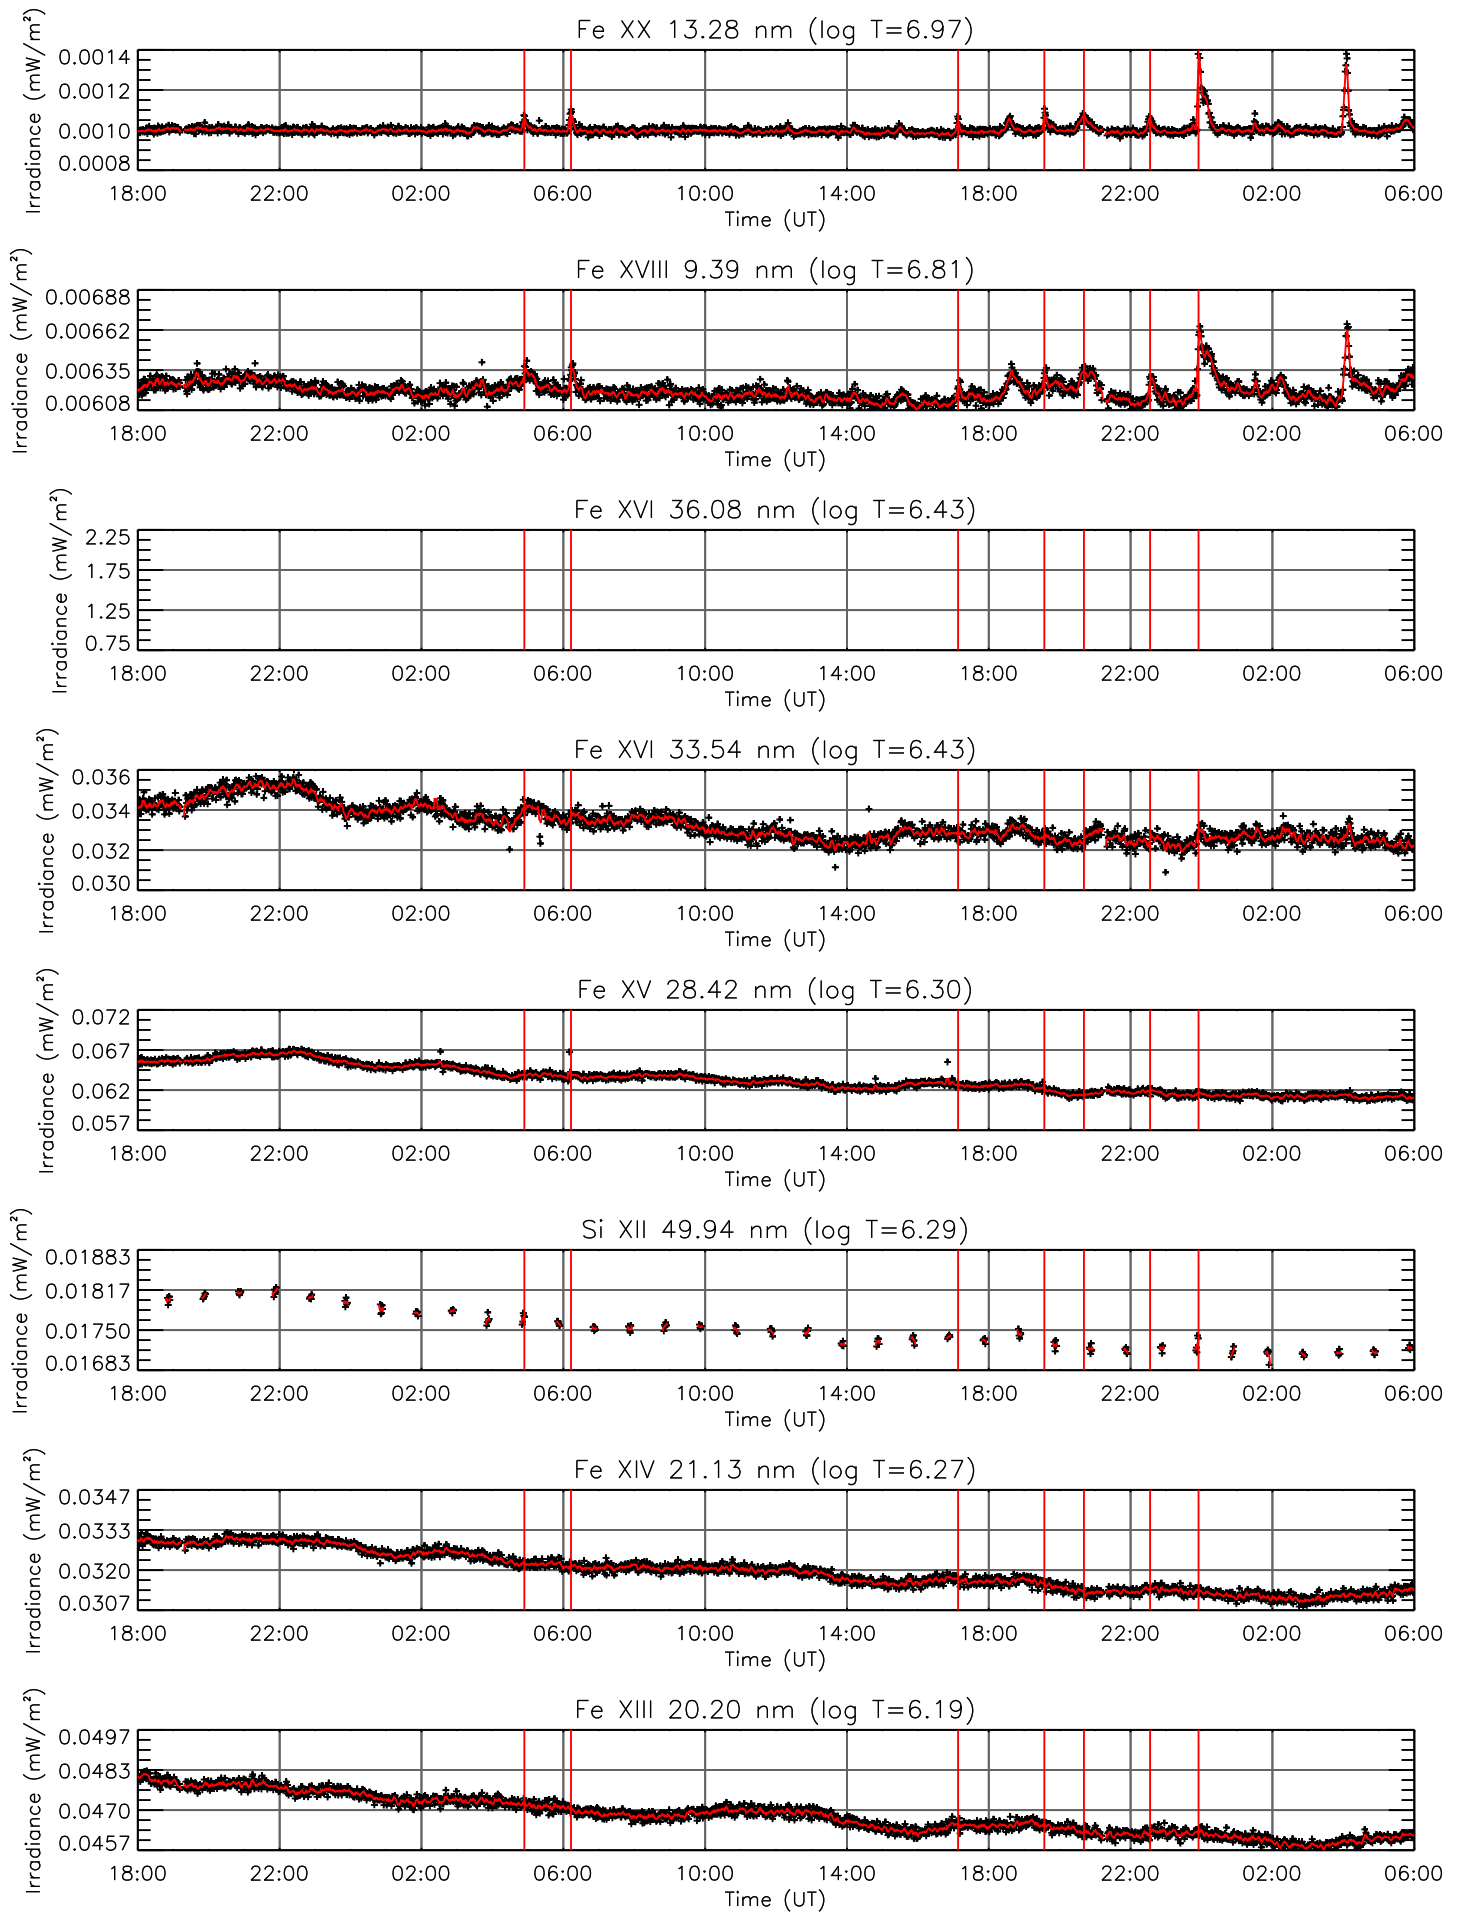 Fe XX 13.28 nm (log T=6.97)
Irradiance (mW/m²)
0.0014
0.0012
0.0010
0.0008
18:00 22:00 02:00 06:00 10:00 14:00 18:00 22:00 02:00 06:00
Time (UT)
Fe XVIII 9.39 nm (log T=6.81)
Irradiance (mW/m²)
0.00688
0.00662
0.00635
0.00608
18:00 22:00 02:00 06:00 10:00 14:00 18:00 22:00 02:00 06:00
Time (UT)
Fe XVI 36.08 nm (log T=6.43)
Irradiance (mW/m²)
2.25
1.75
1.25
0.75
18:00 22:00 02:00 06:00 10:00 14:00 18:00 22:00 02:00 06:00
Time (UT)
Fe XVI 33.54 nm (log T=6.43)
Irradiance (mW/m²)
0.036
0.034
0.032
0.030
18:00 22:00 02:00 06:00 10:00 14:00 18:00 22:00 02:00 06:00
Time (UT)
Fe XV 28.42 nm (log T=6.30)
Irradiance (mW/m²)
0.072
0.067
0.062
0.057
18:00 22:00 02:00 06:00 10:00 14:00 18:00 22:00 02:00 06:00
Time (UT)
Si XII 49.94 nm (log T=6.29)
Irradiance (mW/m²)
0.01883
0.01817
0.01750
0.01683
18:00 22:00 02:00 06:00 10:00 14:00 18:00 22:00 02:00 06:00
Time (UT)
Fe XIV 21.13 nm (log T=6.27)
Irradiance (mW/m²)
0.0347
0.0333
0.0320
0.0307
18:00 22:00 02:00 06:00 10:00 14:00 18:00 22:00 02:00 06:00
Time (UT)
Fe XIII 20.20 nm (log T=6.19)
Irradiance (mW/m²)
0.0497
0.0483
0.0470
0.0457
18:00 22:00 02:00 06:00 10:00 14:00 18:00 22:00 02:00 06:00
Time (UT)